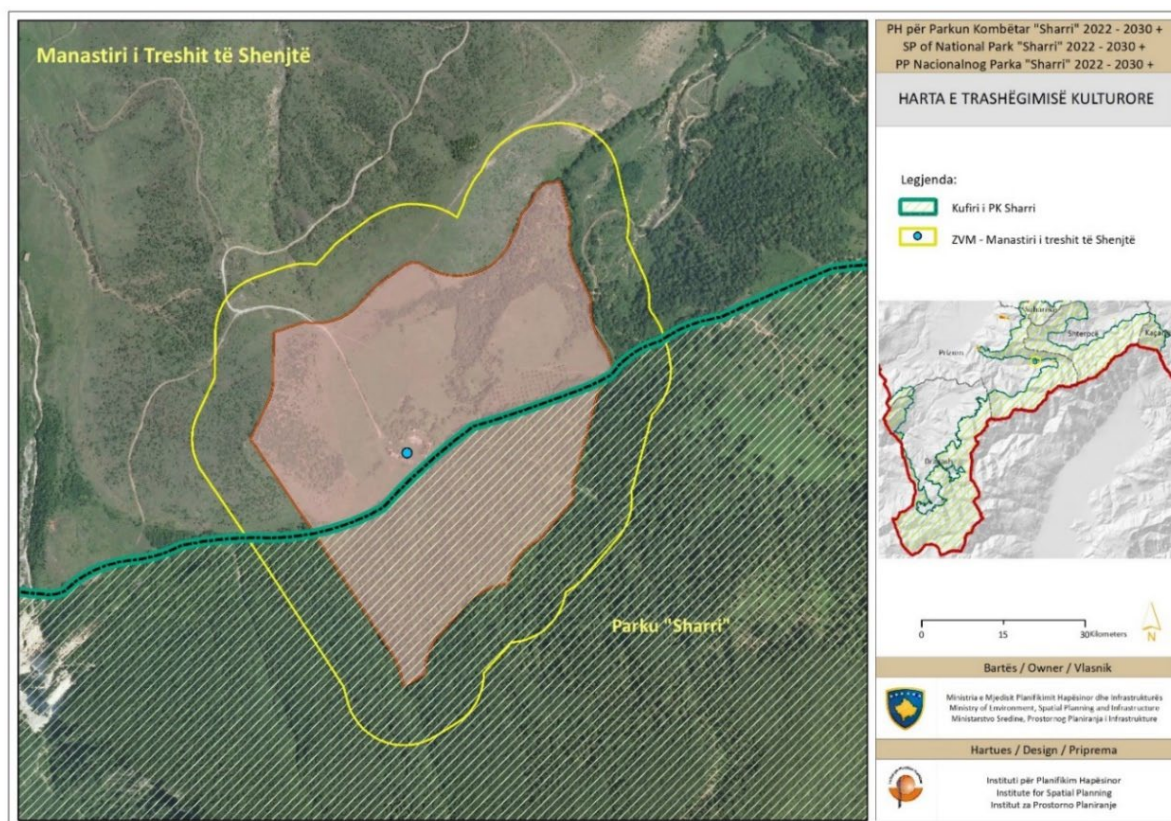 Manastiri i Treshit të Shenjtë
Parku "Sharri"
PH për Parkun Kombëtar "Sharri" 2022 - 2030 +
SP of National Park "Sharri" 2022 - 2030 +
PP Nacionalnog Parka "Sharri" 2022 - 2030 +
HARTA E TRASHËGIMISË KULTURORE
Legjenda:
Kufiri i PK Sharri
ZVM - Manastiri i treshit të Shenjtë
Shterpcë
Prizren
0 15 30 Kilometers
N
Bartës / Owner / Vlasnik
Ministria e Mjedisit Planifikimit Hapësinor dhe Infrastrukturës
Ministry of Environment, Spatial Planning and Infrastructure
Ministarstvo Sredine, Prostornog Planiranja i Infrastrukture
Hartues / Design / Priprema
Instituti për Planifikim Hapësinor
Institute for Spatial Planning
Institut za Prostorno Planiranje